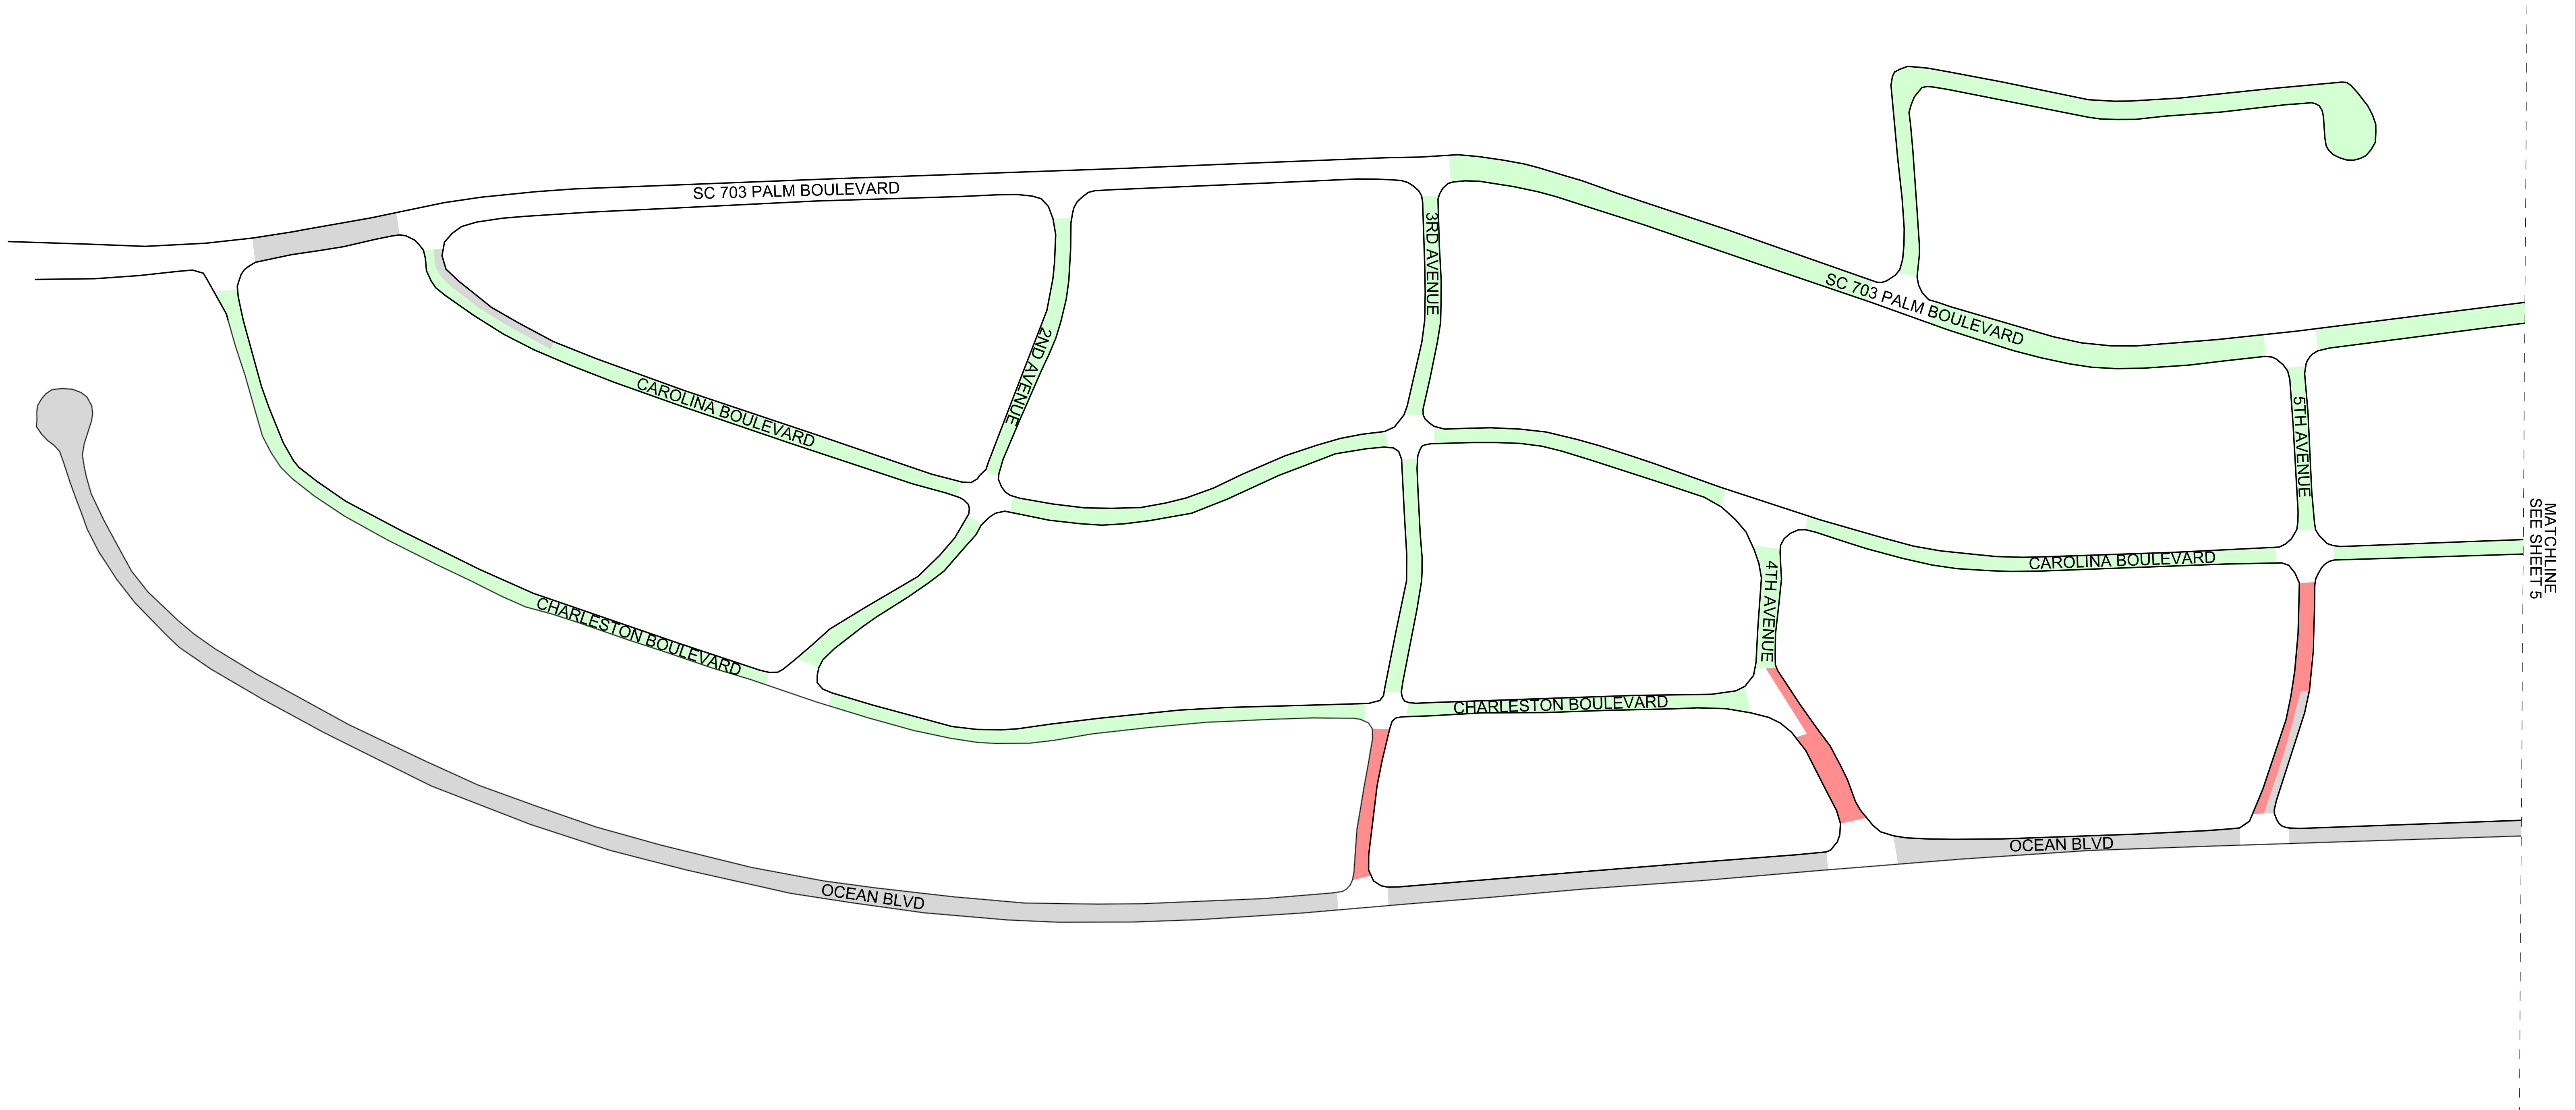 SC 703 PALM BOULEVARD
3RD AVENUE
SC 703 PALM BOULEVARD
2ND AVENUE
CAROLINA BOULEVARD
5TH AVENUE
MATCHLINE
SEE SHEET 5
CAROLINA BOULEVARD
4TH AVENUE
CHARLESTON BOULEVARD
CHARLESTON BOULEVARD
OCEAN BLVD
OCEAN BLVD